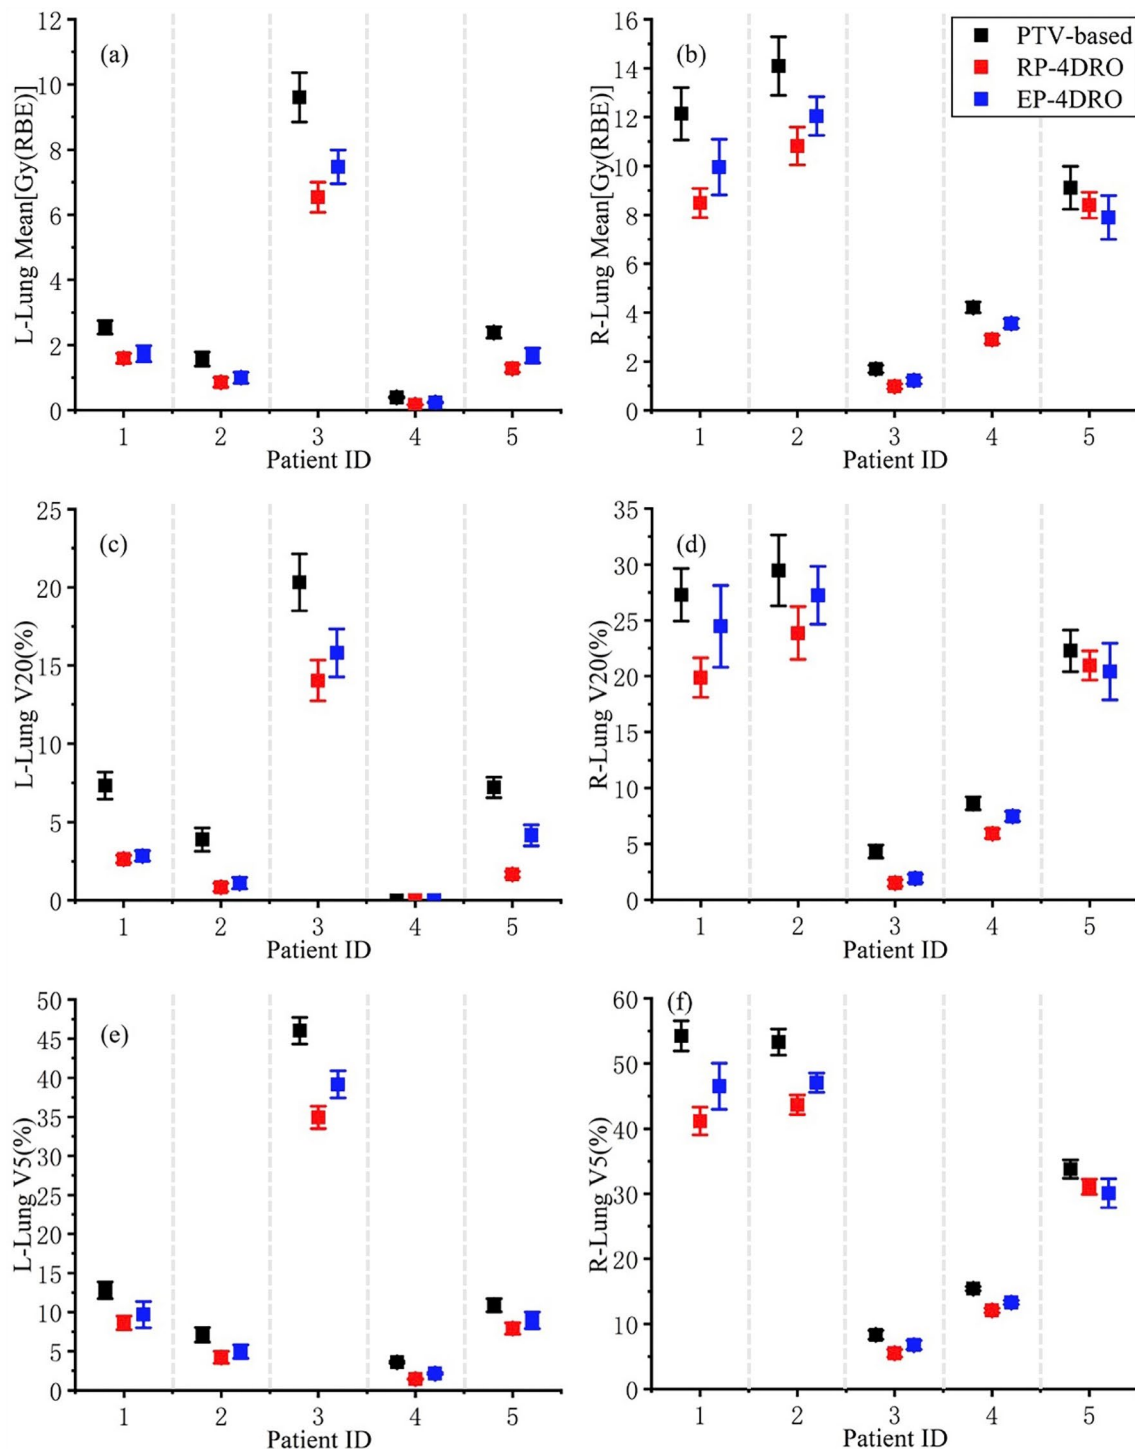 (a)
L-Lung Mean[Gy(RBE)]
12
10
8
6
4
2
0
1 2 3 4 5
Patient ID
(b)
PTV-based
RP-4DRO
EP-4DRO
R-Lung Mean[Gy(RBE)]
16
14
12
10
8
6
4
2
0
1 2 3 4 5
Patient ID
(c)
L-Lung V20(%)
25
20
15
10
5
0
1 2 3 4 5
Patient ID
(d)
R-Lung V20(%)
35
30
25
20
15
10
5
0
1 2 3 4 5
Patient ID
(e)
L-Lung V5(%)
50
45
40
35
30
25
20
15
10
5
0
1 2 3 4 5
Patient ID
(f)
R-Lung V5(%)
60
50
40
30
20
10
0
1 2 3 4 5
Patient ID